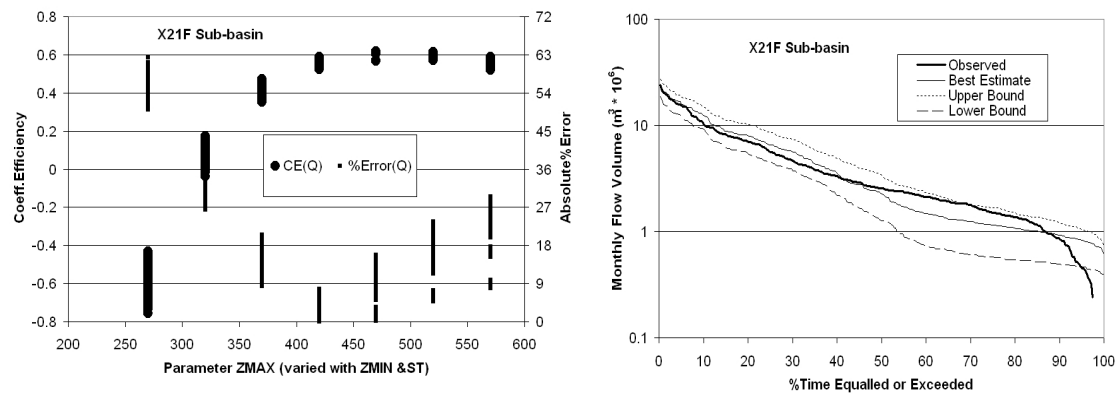 X21F Sub-basin
Coeff.Efficiency
0.8
0.6
0.4
0.2
0
-0.2
-0.4
-0.6
-0.8
CE(Q) %Error(Q)
72
63
54
45
36
27
18
9
0
Absolute%Error
200 250 300 350 400 450 500 550 600
Parameter ZMAX (varied with ZMIN &ST)
X21F Sub-basin
Monthly Flow Volume (m³ * 10⁶)
100
10
1
0.1
Observed
Best Estimate
Upper Bound
Lower Bound
0 10 20 30 40 50 60 70 80 90 100
%Time Equalled or Exceeded